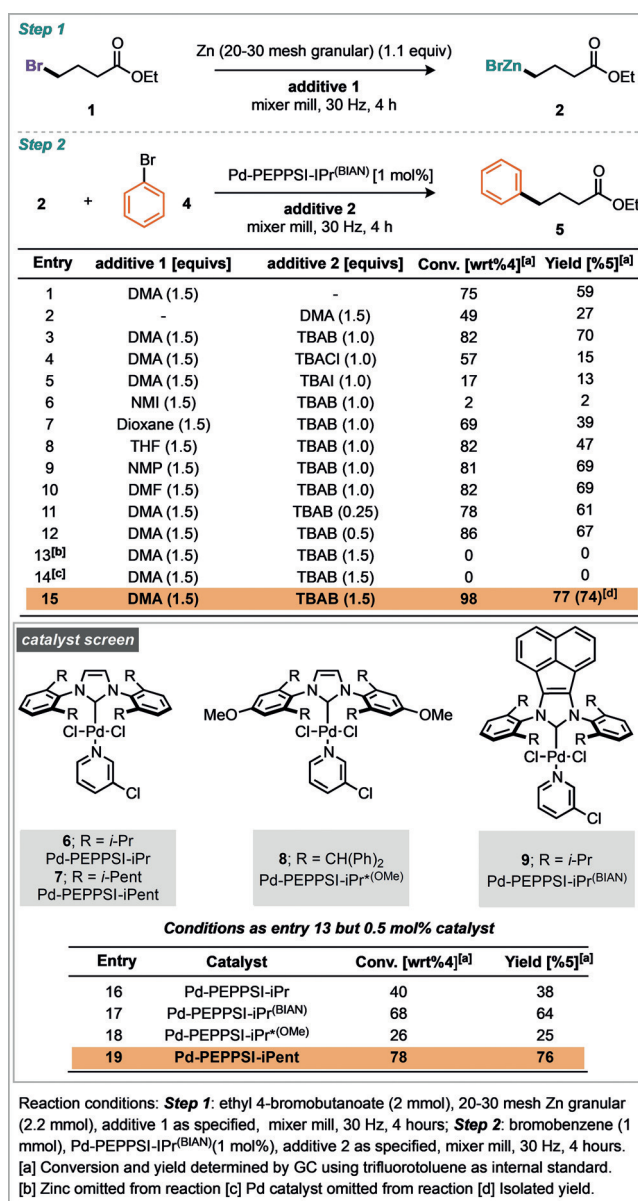 Step 1
Br
O
OEt
1
Zn (20-30 mesh granular) (1.1 equiv)
additive 1
mixer mill, 30 Hz, 4 h
BrZn
O
OEt
2
Step 2
2 +
Br
4
Pd-PEPPSI-IPr(BIAN) [1 mol%]
additive 2
mixer mill, 30 Hz, 4 h
O
OEt
5
Entry additive 1 [equivs] additive 2 [equivs] Conv. [wrt%4][a] Yield [%5][a]
1 DMA (1.5) - 75 59
2 - DMA (1.5) 49 27
3 DMA (1.5) TBAB (1.0) 82 70
4 DMA (1.5) TBACl (1.0) 57 15
5 DMA (1.5) TBAI (1.0) 17 13
6 NMI (1.5) TBAB (1.0) 2 2
7 Dioxane (1.5) TBAB (1.0) 69 39
8 THF (1.5) TBAB (1.0) 82 47
9 NMP (1.5) TBAB (1.0) 81 69
10 DMF (1.5) TBAB (1.0) 82 69
11 DMA (1.5) TBAB (0.25) 78 61
12 DMA (1.5) TBAB (0.5) 86 67
13[b] DMA (1.5) TBAB (1.5) 0 0
14[c] DMA (1.5) TBAB (1.5) 0 0
15 DMA (1.5) TBAB (1.5) 98 77 (74)[d]
catalyst screen
R R
N N
R R
Cl-Pd-Cl
N
Cl
6; R = i-Pr
Pd-PEPPSI-iPr
7; R = i-Pent
Pd-PEPPSI-iPent
R R
N N
MeO R R OMe
Cl-Pd-Cl
N
Cl
8; R = CH(Ph)2
Pd-PEPPSI-iPr*(OMe)
R R
N N
R R
Cl-Pd-Cl
N
Cl
9; R = i-Pr
Pd-PEPPSI-iPr(BIAN)
Conditions as entry 13 but 0.5 mol% catalyst
Entry Catalyst Conv. [wrt%4][a] Yield [%5][a]
16 Pd-PEPPSI-iPr 40 38
17 Pd-PEPPSI-iPr(BIAN) 68 64
18 Pd-PEPPSI-iPr*(OMe) 26 25
19 Pd-PEPPSI-iPent 78 76
Reaction conditions: Step 1: ethyl 4-bromobutanoate (2 mmol), 20-30 mesh Zn granular
(2.2 mmol), additive 1 as specified, mixer mill, 30 Hz, 4 hours; Step 2: bromobenzene (1
mmol), Pd-PEPPSI-IPr(BIAN)(1 mol%), additive 2 as specified, mixer mill, 30 Hz, 4 hours.
[a] Conversion and yield determined by GC using trifluorotoluene as internal standard.
[b] Zinc omitted from reaction [c] Pd catalyst omitted from reaction [d] Isolated yield.